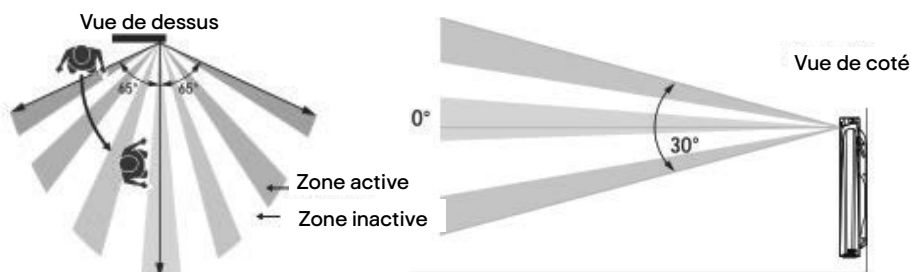 Vue de dessus
65°
65°
Zone active
Zone inactive
Vue de coté
0°
30°